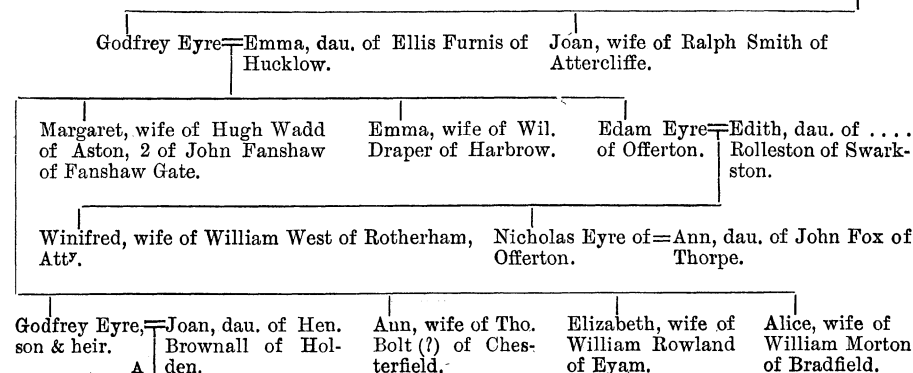 Godfrey Eyre=Emma, dau. of Ellis Furnis of Hucklow.
Joan, wife of Ralph Smith of Attercliffe.
Margaret, wife of Hugh Wadd
of Aston, 2 of John Fanshaw
of Fanshaw Gate.
Emma, wife of Wil.
Draper of Harbrow.
Edam Eyre=Edith, dau. of ....
of Offerton. Rolleston of Swark-
ston.
Winifred, wife of William West of Rotherham,
Atty.
Nicholas Eyre of=Ann, dau. of John Fox of
Offerton. Thorpe.
Godfrey Eyre,=Joan, dau. of Hen.
son & heir. Brownall of Hol-
A den.
Ann, wife of Tho.
Bolt (?) of Ches-
terfield.
Elizabeth, wife of
William Rowland
of Eyam.
Alice, wife of
William Morton
of Bradfield.